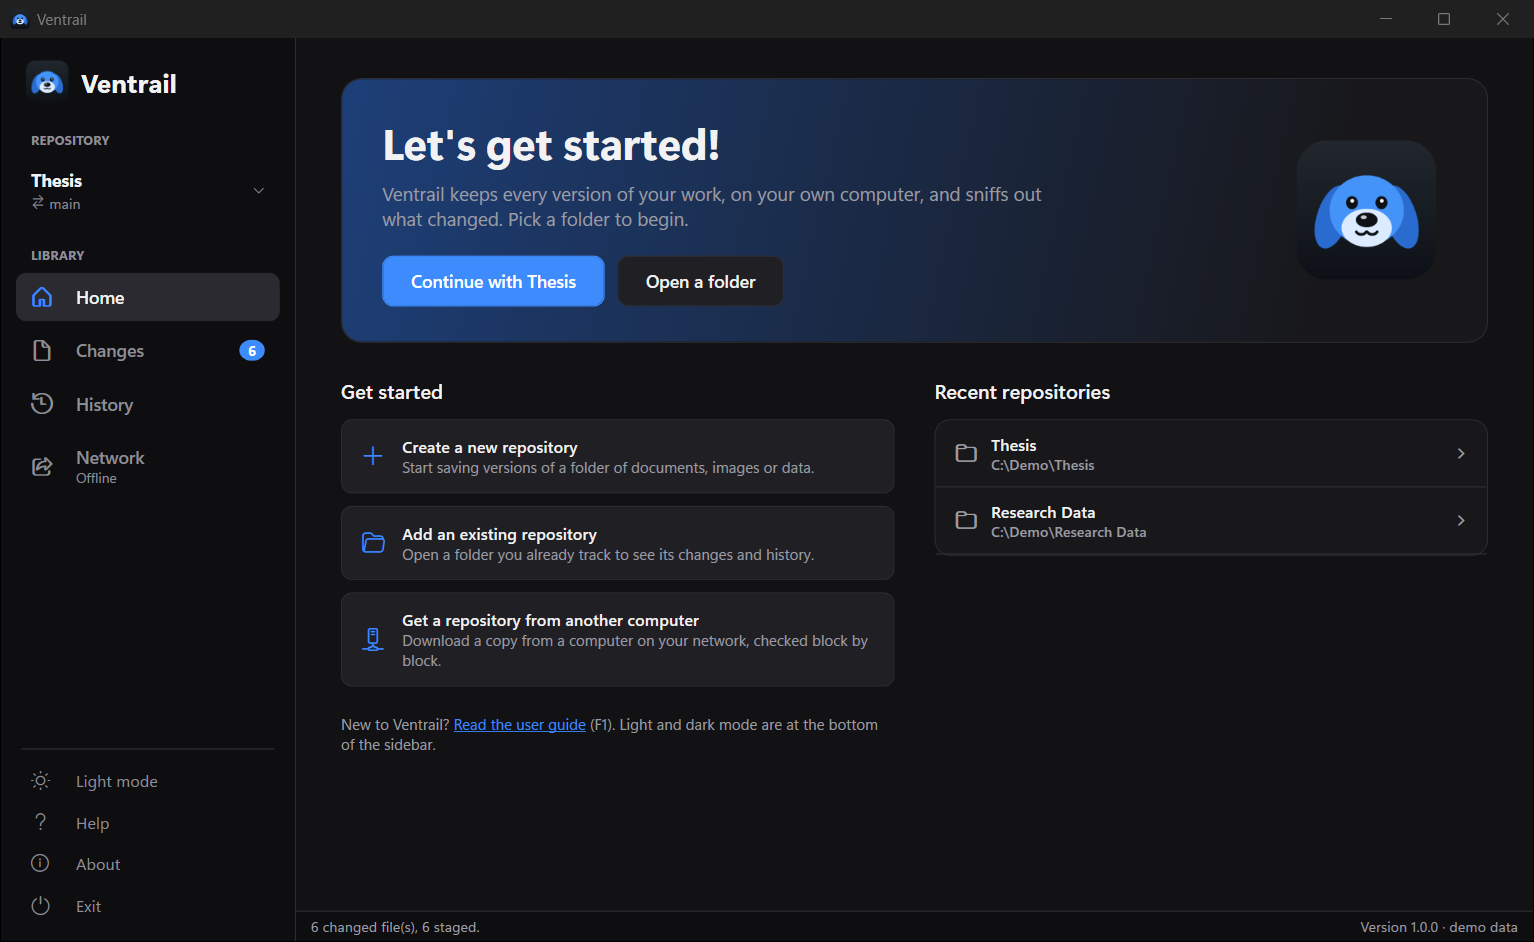 Ventrail
Ventrail
REPOSITORY
Thesis
main
LIBRARY
Home
Changes
6
History
Network
Offline
Light mode
Help
About
Exit
Let's get started!
Ventrail keeps every version of your work, on your own computer, and sniffs out
what changed. Pick a folder to begin.
Continue with Thesis
Open a folder
Get started
Create a new repository
Start saving versions of a folder of documents, images or data.
Add an existing repository
Open a folder you already track to see its changes and history.
Get a repository from another computer
Download a copy from a computer on your network, checked block by
block.
New to Ventrail? Read the user guide (F1). Light and dark mode are at the bottom
of the sidebar.
Recent repositories
Thesis
C:\Demo\Thesis
Research Data
C:\Demo\Research Data
6 changed file(s), 6 staged.
Version 1.0.0 · demo data